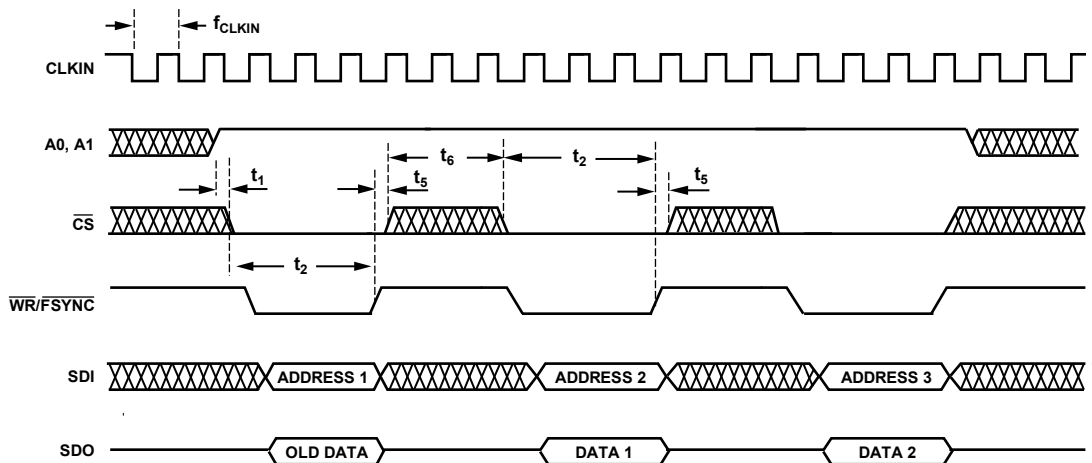 fCLKIN
CLKIN
A0, A1
t6
t2
t1
t5
t5
CS
t2
WR/FSYNC
SDI
ADDRESS 1
ADDRESS 2
ADDRESS 3
SDO
OLD DATA
DATA 1
DATA 2